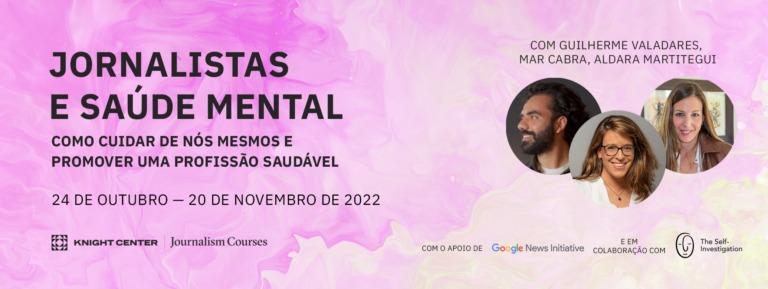 JORNALISTAS
E SAÚDE MENTAL
COMO CUIDAR DE NÓS MESMOS E
PROMOVER UMA PROFISSÃO SAUDÁVEL
24 DE OUTUBRO — 20 DE NOVEMBRO DE 2022
KNIGHT CENTER | Journalism Courses
COM GUILHERME VALADARES,
MAR CABRA, ALDARA MARTITEGUI
COM O APOIO DE Google News Initiative
E EM
COLABORAÇÃO COM
The Self-
Investigation